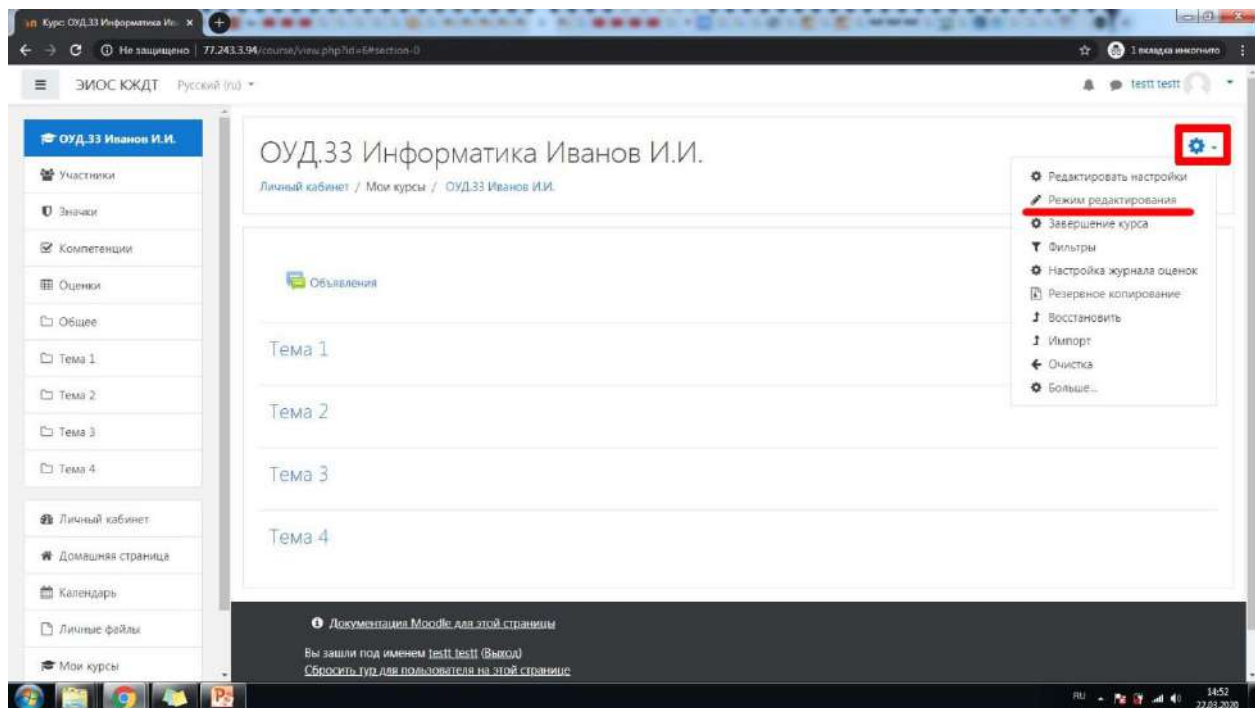 Курс: ОУД.33 Информатика Ив
Не защищено
77.243.3.94/course/view.php?id=6#section-0
1 вкладка инкогнито
ЭИОС КЖДТ
Русский (ru)
testt testt
ОУД.33 Иванов И.И.
Участники
Значки
Компетенции
Оценки
Общее
Тема 1
Тема 2
Тема 3
Тема 4
Личный кабинет
Домашняя страница
Календарь
Личные файлы
Мои курсы
ОУД.33 Информатика Иванов И.И.
Личный кабинет / Мои курсы / ОУД.33 Иванов И.И.
Редактировать настройки
Режим редактирования
Завершение курса
Фильтры
Настройка журнала оценок
Резервное копирование
Восстановить
Импорт
Очистка
Больше...
Объявления
Тема 1
Тема 2
Тема 3
Тема 4
Документация Moodle для этой страницы
Вы зашли под именем testt testt (Выход)
Сбросить тур для пользователя на этой странице
RU
14:52
22.03.2020